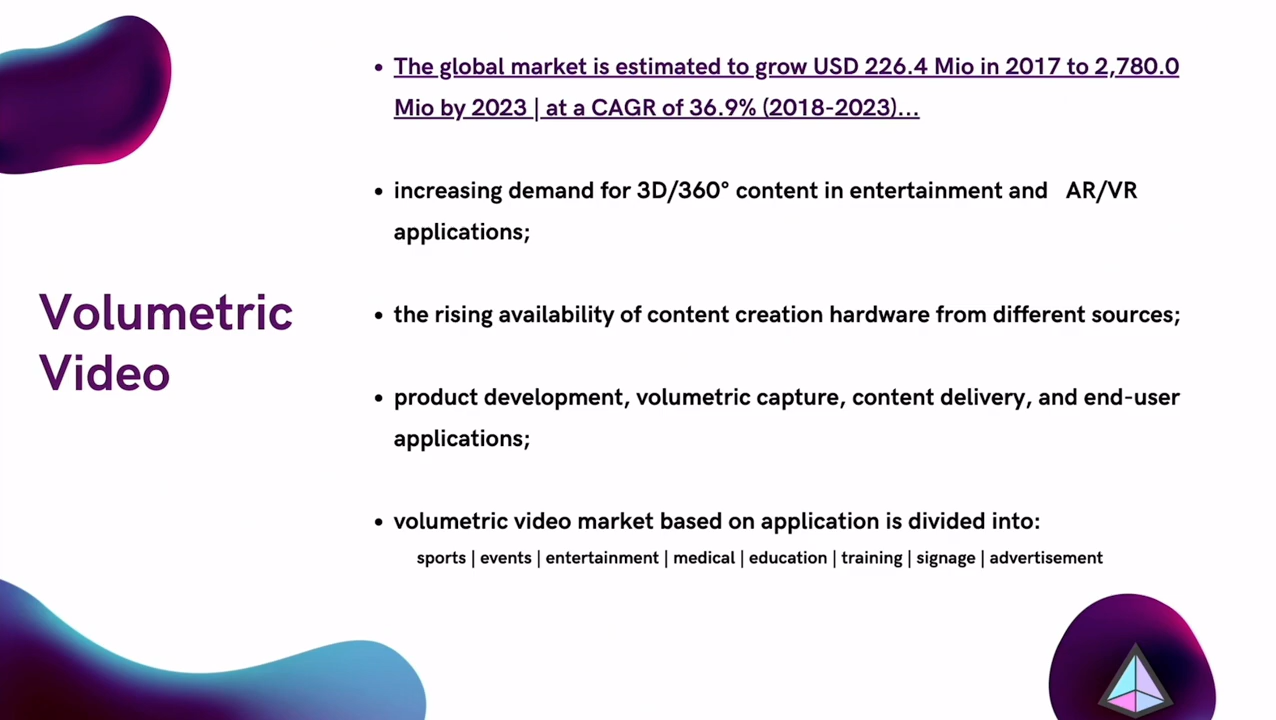 Volumetric
Video
• The global market is estimated to grow USD 226.4 Mio in 2017 to 2,780.0
Mio by 2023 | at a CAGR of 36.9% (2018-2023)...
• increasing demand for 3D/360° content in entertainment and AR/VR
applications;
• the rising availability of content creation hardware from different sources;
• product development, volumetric capture, content delivery, and end-user
applications;
• volumetric video market based on application is divided into:
sports | events | entertainment | medical | education | training | signage | advertisement